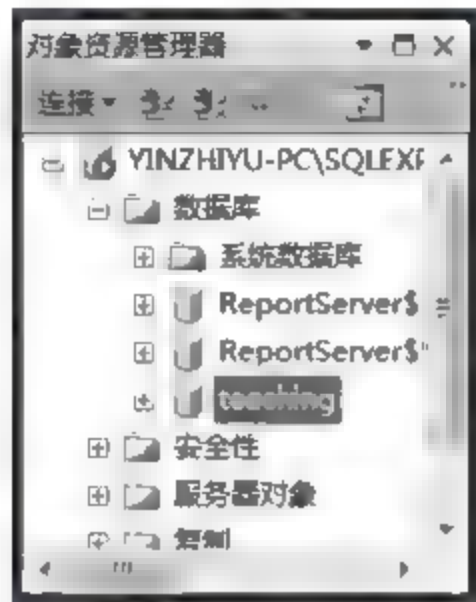 对象资源管理器
连接
YINZHIYU-PC\SQLEXF
数据库
系统数据库
ReportServer$
ReportServer$
teaching
安全性
服务器对象
复制